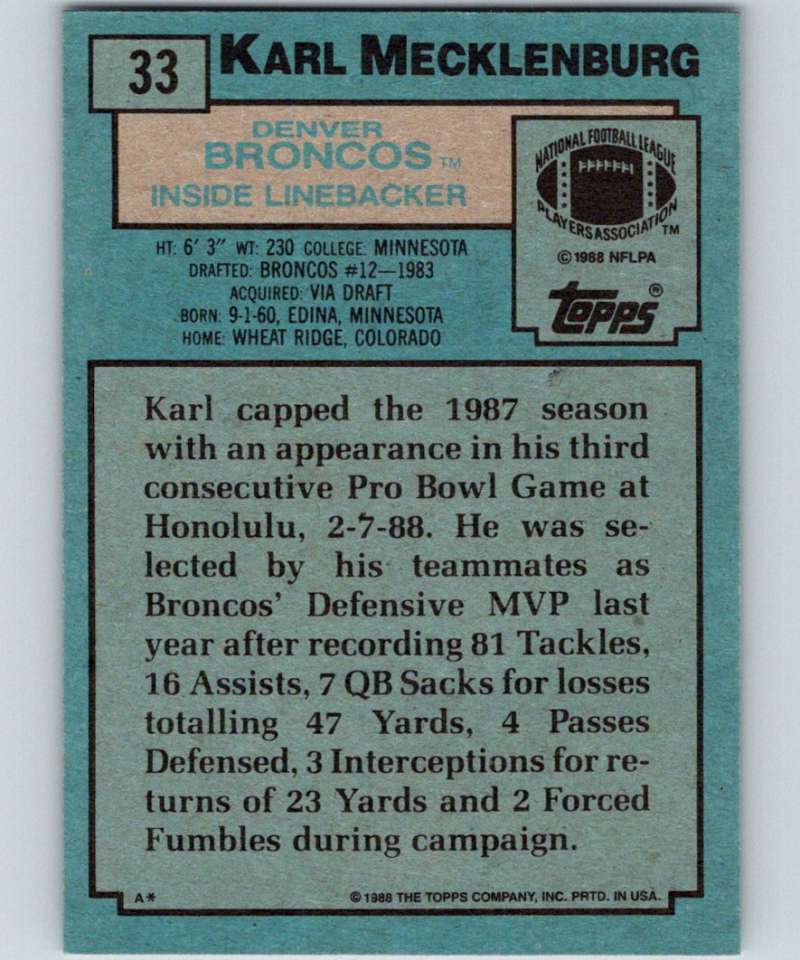 33
KARL MECKLENBURG
DENVER
BRONCOS TM
INSIDE LINEBACKER
NATIONAL FOOTBALL LEAGUE
PLAYERS ASSOCIATION TM
© 1988 NFLPA
topps ®
HT: 6' 3" WT: 230 COLLEGE: MINNESOTA
DRAFTED: BRONCOS #12—1983
ACQUIRED: VIA DRAFT
BORN: 9-1-60, EDINA, MINNESOTA
HOME: WHEAT RIDGE, COLORADO
Karl capped the 1987 season
with an appearance in his third
consecutive Pro Bowl Game at
Honolulu, 2-7-88. He was se-
lected by his teammates as
Broncos' Defensive MVP last
year after recording 81 Tackles,
16 Assists, 7 QB Sacks for losses
totalling 47 Yards, 4 Passes
Defensed, 3 Interceptions for re-
turns of 23 Yards and 2 Forced
Fumbles during campaign.
A* © 1988 THE TOPPS COMPANY, INC. PRTD. IN USA.